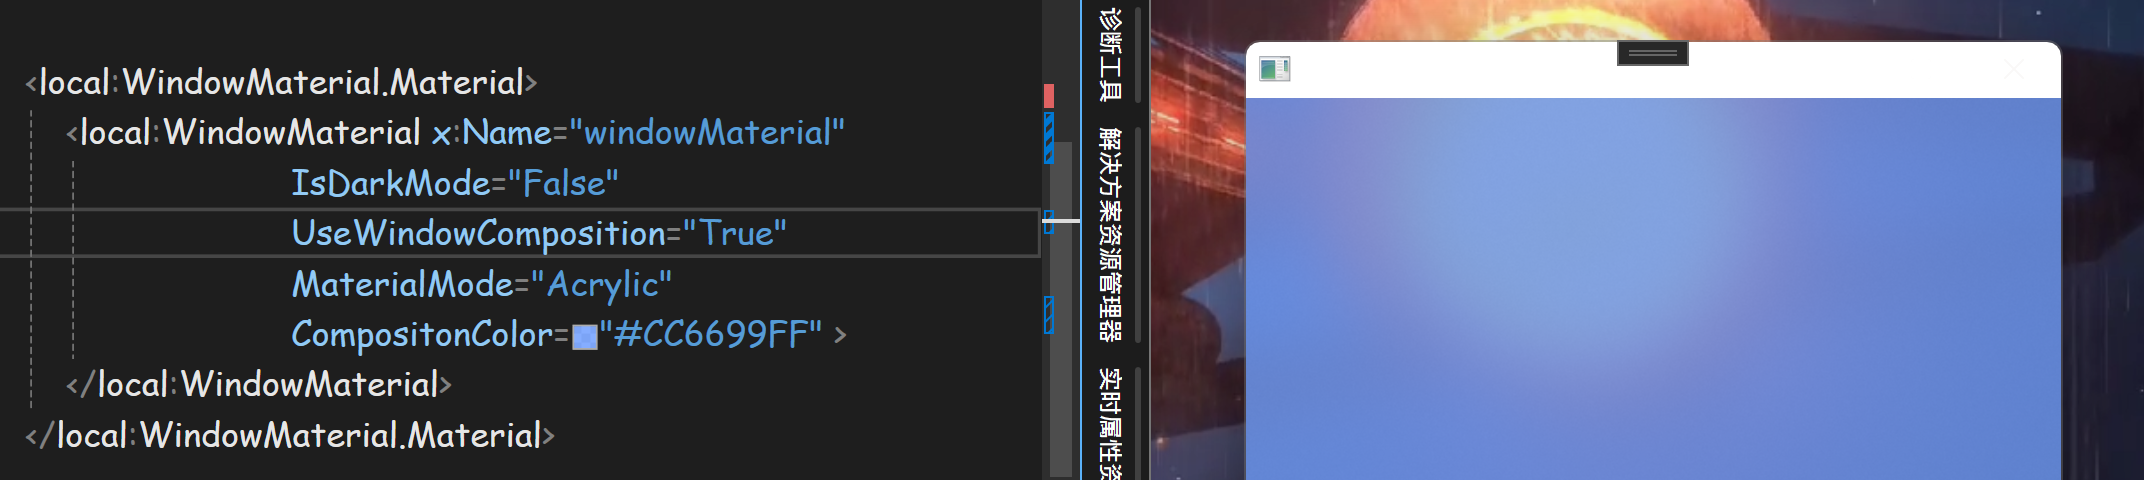 <local:WindowMaterial.Material>
<local:WindowMaterial x:Name="windowMaterial"
IsDarkMode="False"
UseWindowComposition="True"
MaterialMode="Acrylic"
CompositonColor="#CC6699FF" >
</local:WindowMaterial>
</local:WindowMaterial.Material>
诊断工具
解决方案资源管理器
实时属性资